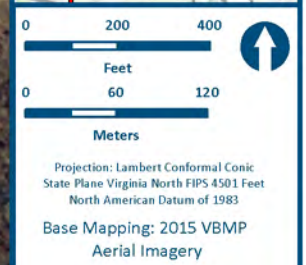 0 200 400
Feet
0 60 120
Meters
Projection: Lambert Conformal Conic
State Plane Virginia North FIPS 4501 Feet
North American Datum of 1983
Base Mapping: 2015 VBMP
Aerial Imagery